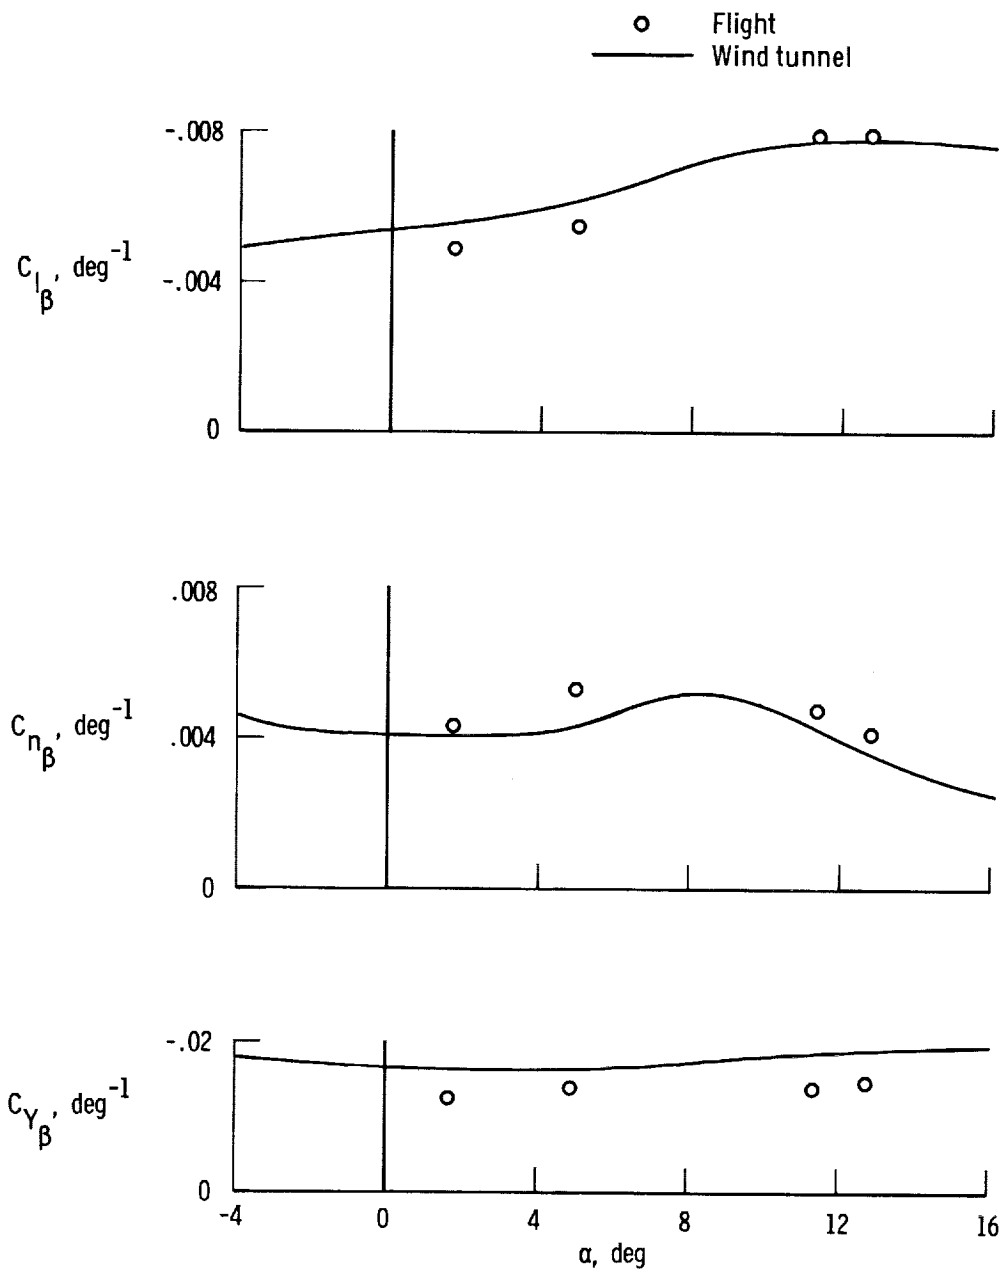 Flight
Wind tunnel
-.008
C_lβ, deg⁻¹
-.004
0
.008
C_nβ, deg⁻¹
.004
0
-.02
C_Yβ, deg⁻¹
0
-4 0 4 8 12 16
α, deg